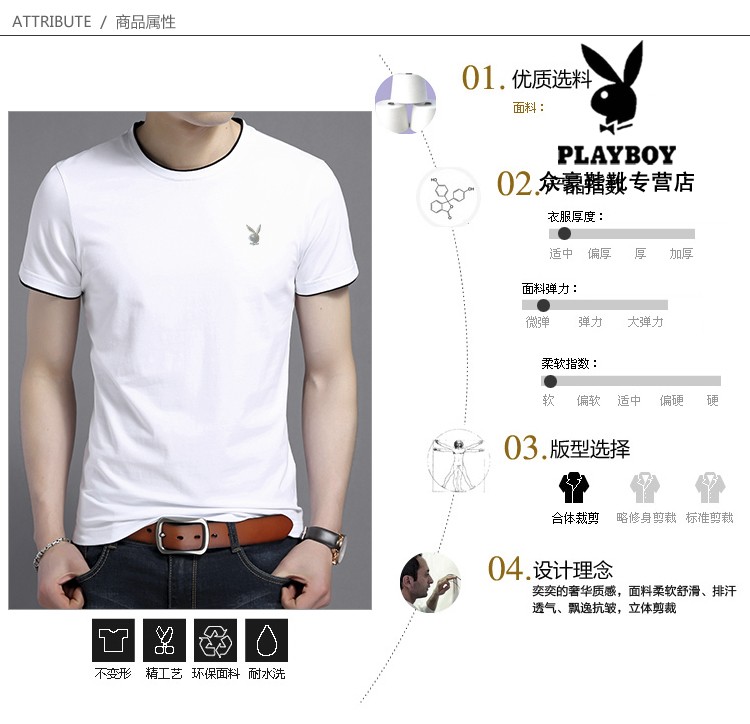 ATTRIBUTE / 商品属性
01. 优质选料
面料：
PLAYBOY
02.
众豪鞋靴专营店
衣服厚度：
适中 偏厚 厚 加厚
面料弹力：
微弹 弹力 大弹力
柔软指数：
软 偏软 适中 偏硬 硬
03. 版型选择
合体裁剪 略修身剪裁 标准剪裁
04. 设计理念
奕奕的奢华质感，面料柔软舒滑、排汗
透气、飘逸抗皱，立体剪裁
不变形 精工艺 环保面料 耐水洗